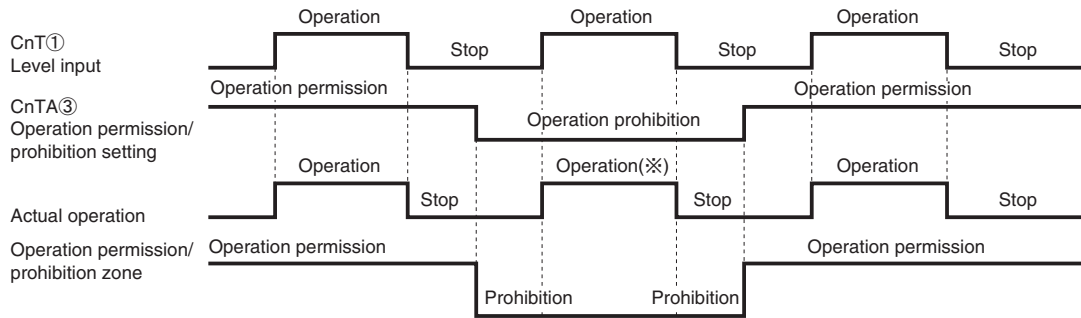 Operation Operation Operation
CnT① Stop Stop Stop
Level input
Operation permission Operation permission
CnTA③
Operation permission/ Operation prohibition
prohibition setting
Operation Operation(※) Operation
Actual operation Stop Stop Stop
Operation permission/ Operation permission Operation permission
prohibition zone
Prohibition Prohibition